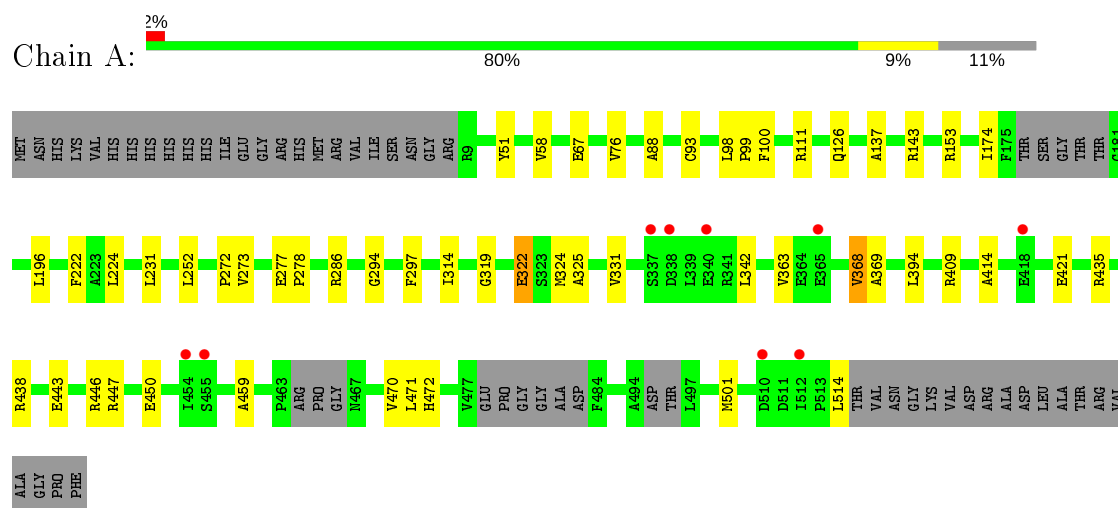 2%
Chain A:
80% 9% 11%
MET ASN HIS LYS VAL HIS HIS HIS HIS HIS HIS ILE GLU GLY ARG HIS MET ARG VAL ILE SER ASN GLY ARG R9 Y51 V58 E67 V76 A88 C93 L98 P99 F100 R111 Q126 A137 R143 R153 I174 F175 THR SER GLY THR THR G181
L196 F222 A223 L224 L231 L252 P272 V273 E277 P278 R286 G294 F297 I314 G319 E322 S323 M324 A325 V331 S337 D338 L339 E340 R341 L342 V363 E364 E365 V368 A369 L394 R409 A414 E418 E421 R435
R438 E443 R446 R447 E450 I454 S455 A459 P463 ARG PRO GLY N467 V470 L471 H472 V477 GLU PRO GLY GLY ALA ASP F484 A494 ASP THR L497 M501 D510 D511 I512 P513 L514 THR VAL ASN GLY LYS VAL ASP ARG ALA ASP LEU ALA THR ARG VAL
ALA GLY PRO PHE